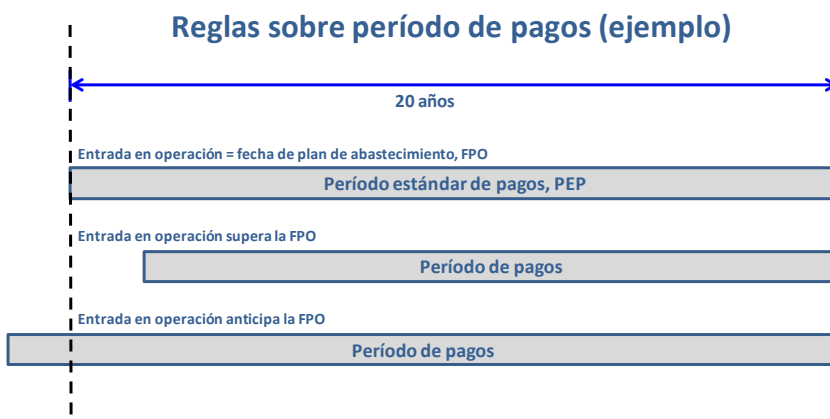 Reglas sobre período de pagos (ejemplo)
20 años
Entrada en operación = fecha de plan de abastecimiento, FPO
Período estándar de pagos, PEP
Entrada en operación supera la FPO
Período de pagos
Entrada en operación anticipa la FPO
Período de pagos